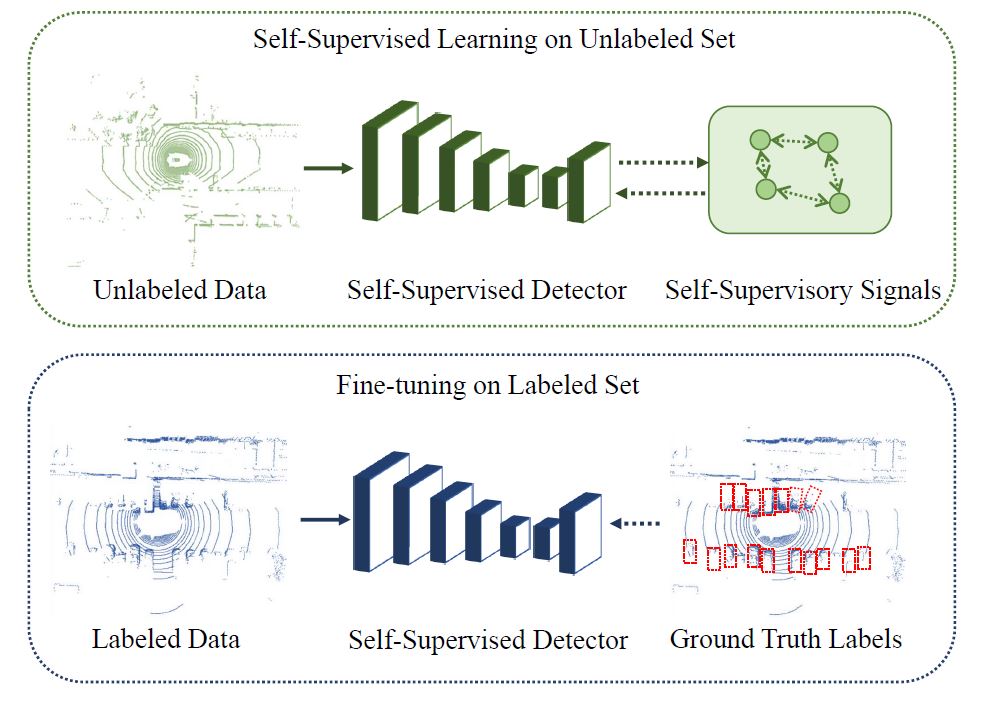 Self-Supervised Learning on Unlabeled Set
Unlabeled Data
Self-Supervised Detector
Self-Supervisory Signals
Fine-tuning on Labeled Set
Labeled Data
Self-Supervised Detector
Ground Truth Labels